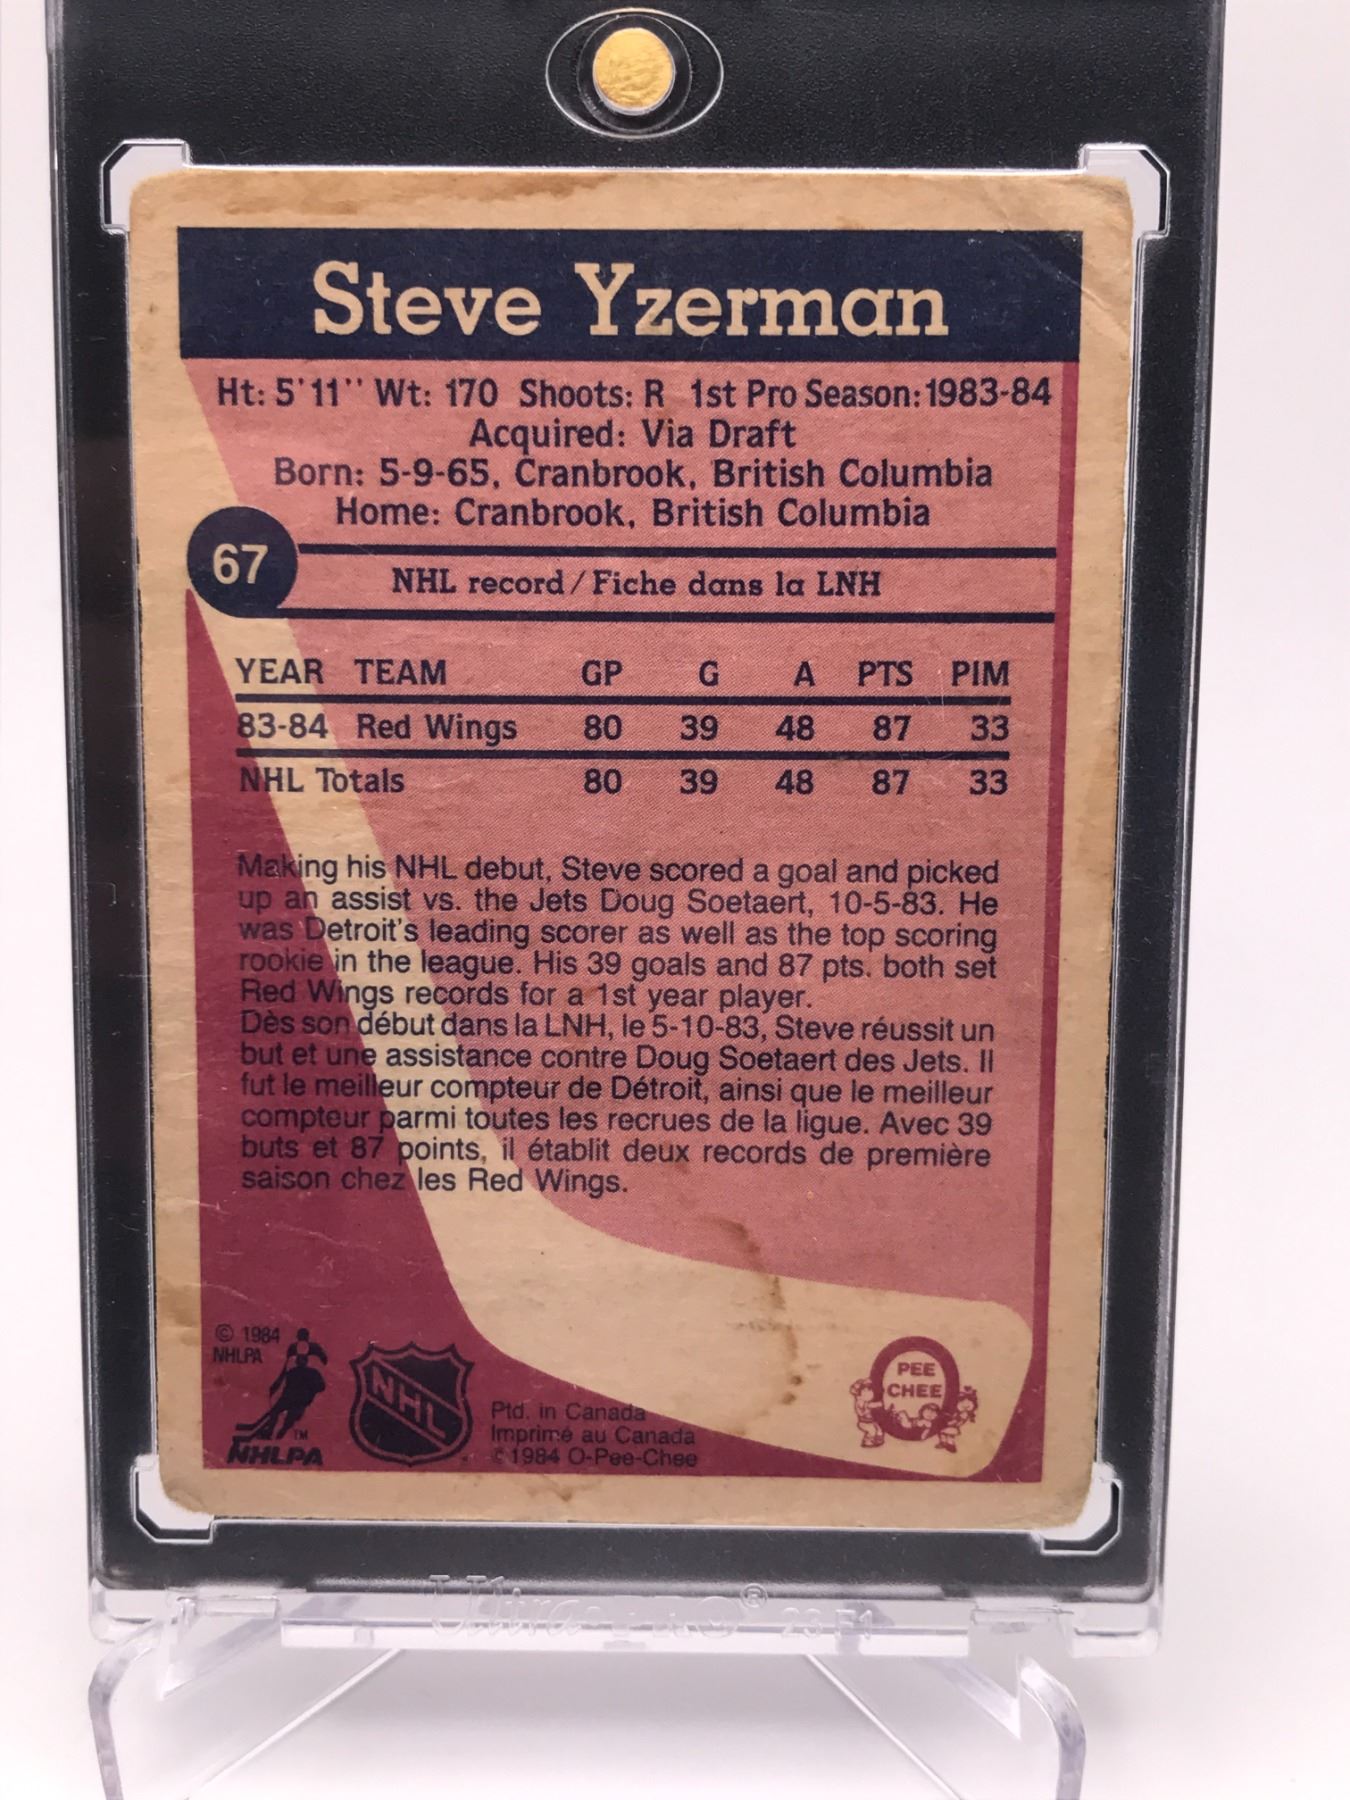 Steve Yzerman
Ht: 5'11'' Wt: 170 Shoots: R 1st Pro Season: 1983-84
Acquired: Via Draft
Born: 5-9-65, Cranbrook, British Columbia
Home: Cranbrook, British Columbia
67
NHL record/Fiche dans la LNH
YEAR TEAM GP G A PTS PIM
83-84 Red Wings 80 39 48 87 33
NHL Totals 80 39 48 87 33
Making his NHL debut, Steve scored a goal and picked
up an assist vs. the Jets Doug Soetaert, 10-5-83. He
was Detroit's leading scorer as well as the top scoring
rookie in the league. His 39 goals and 87 pts. both set
Red Wings records for a 1st year player.
Dès son début dans la LNH, le 5-10-83, Steve réussit un
but et une assistance contre Doug Soetaert des Jets. Il
fut le meilleur compteur de Détroit, ainsi que le meilleur
compteur parmi toutes les recrues de la ligue. Avec 39
buts et 87 points, il établit deux records de première
saison chez les Red Wings.
© 1984
NHLPA
TM
NHLPA
NHL
Ptd. in Canada
Imprimé au Canada
© 1984 O-Pee-Chee
PEE
CHEE
Ultra-PRO®